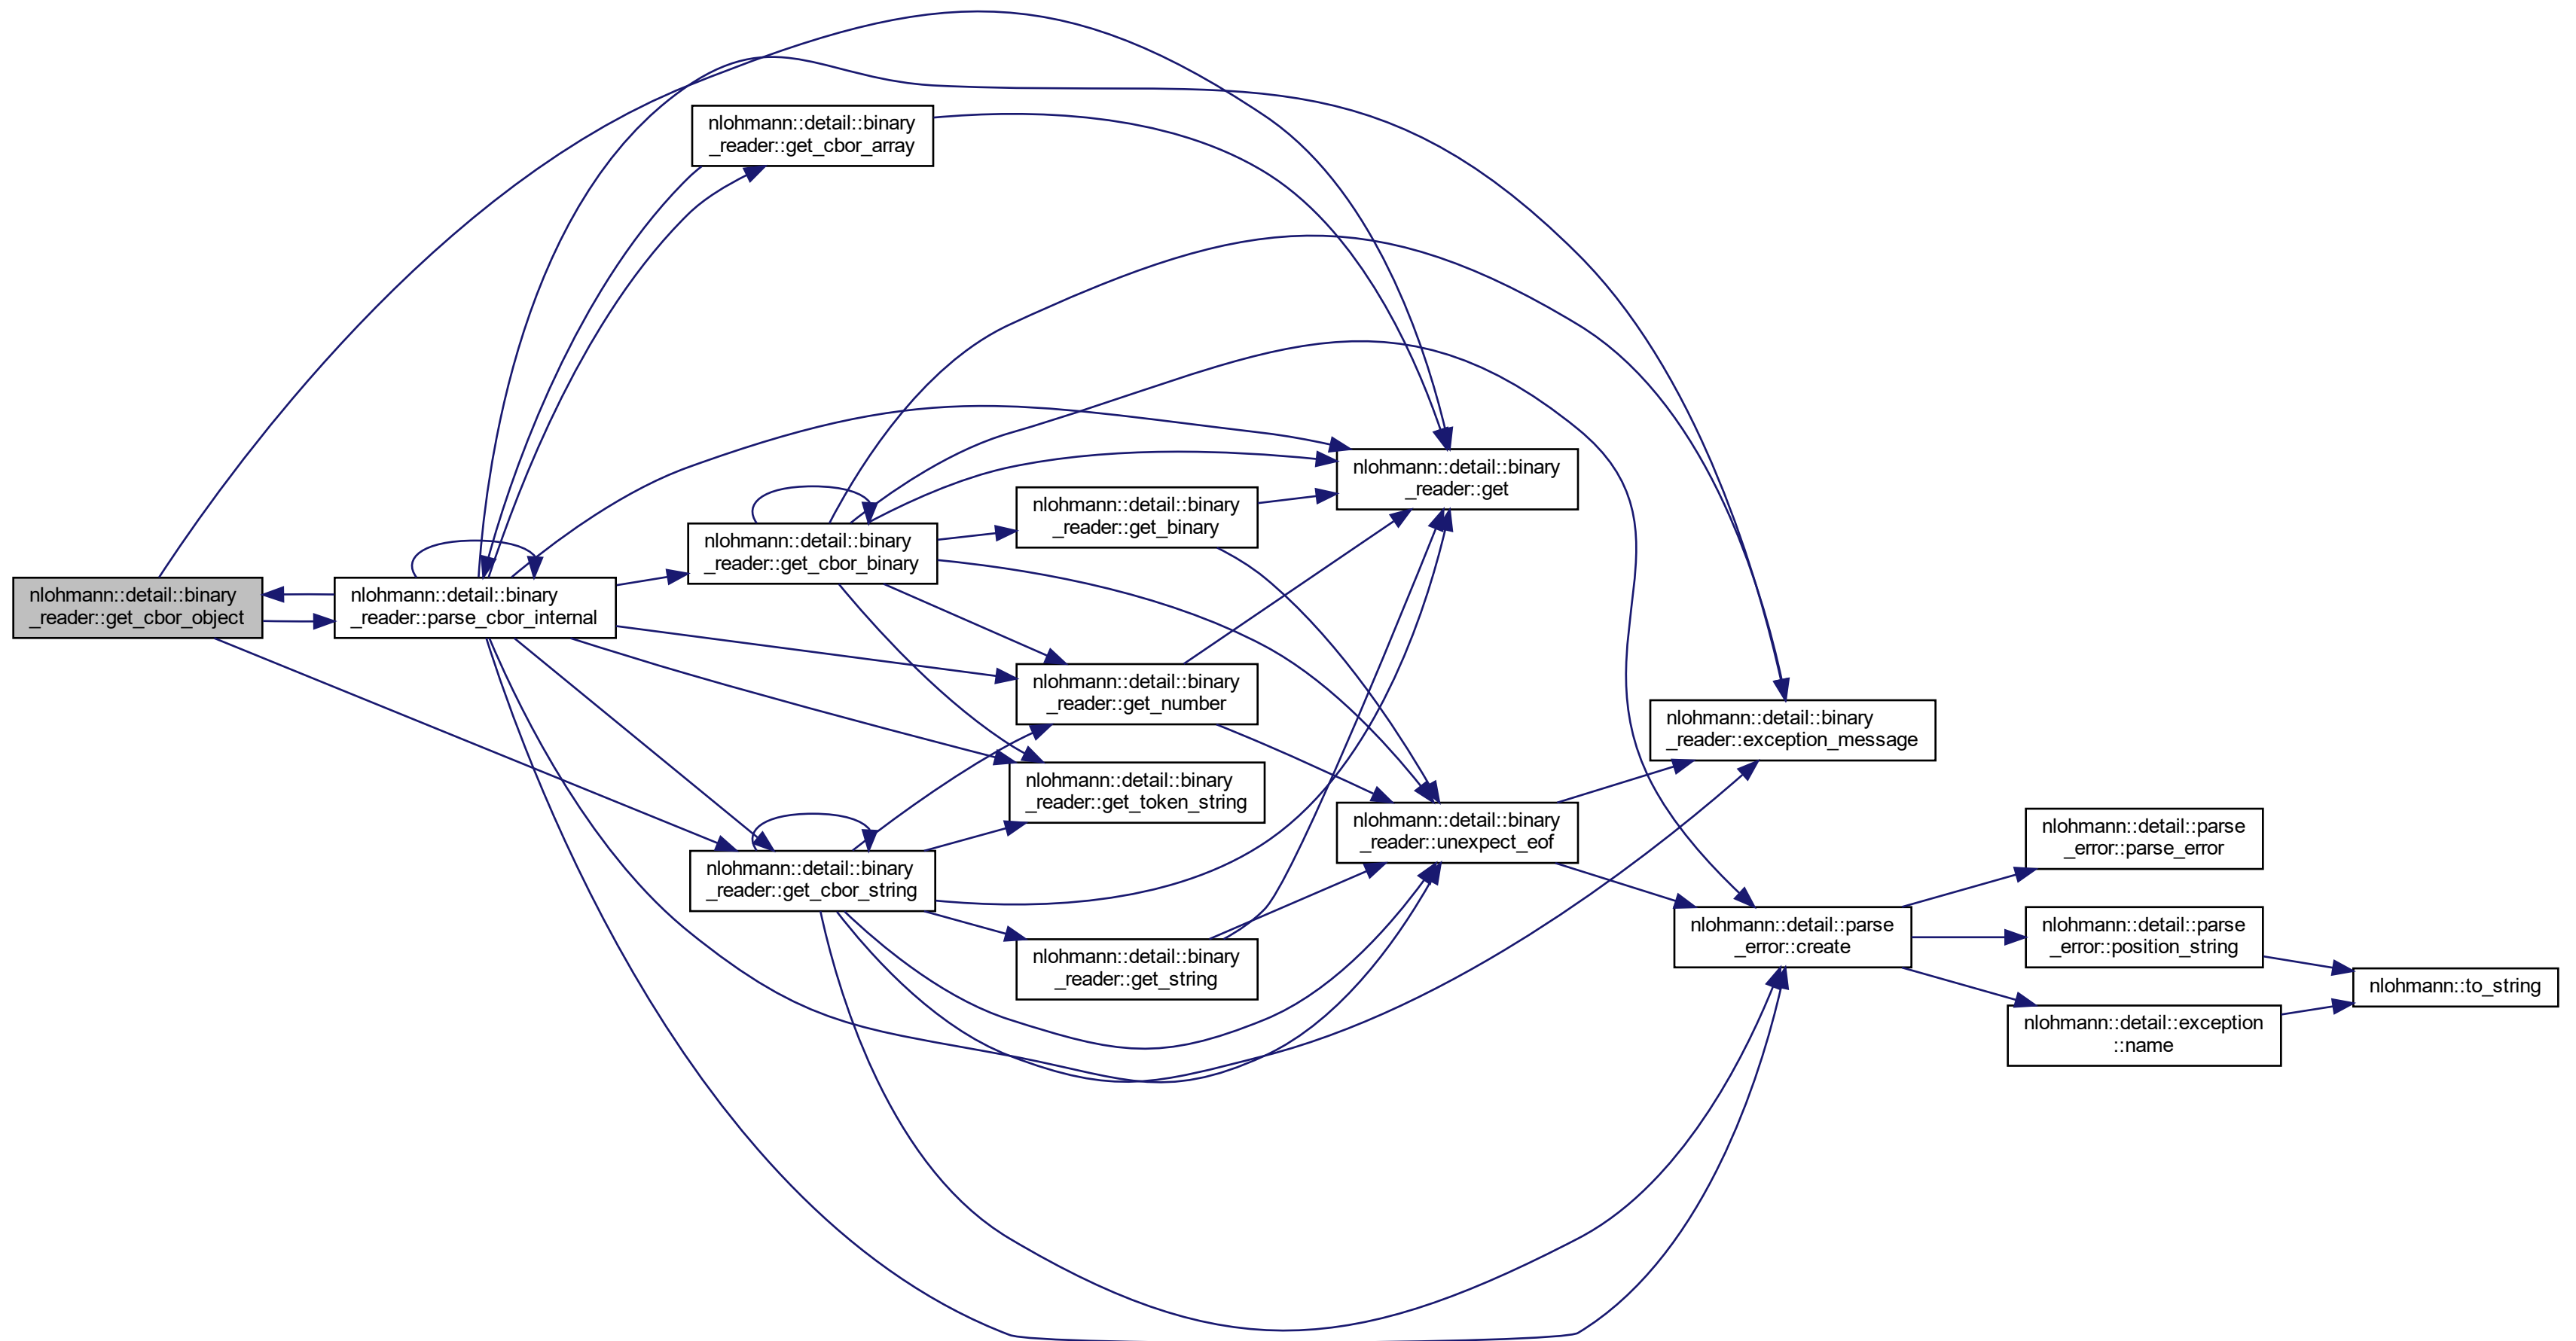 nlohmann::detail::binary
_reader::get_cbor_object
nlohmann::detail::binary
_reader::parse_cbor_internal
nlohmann::detail::binary
_reader::get_cbor_array
nlohmann::detail::binary
_reader::get_cbor_binary
nlohmann::detail::binary
_reader::get_cbor_string
nlohmann::detail::binary
_reader::get_binary
nlohmann::detail::binary
_reader::get_number
nlohmann::detail::binary
_reader::get_token_string
nlohmann::detail::binary
_reader::get_string
nlohmann::detail::binary
_reader::get
nlohmann::detail::binary
_reader::unexpect_eof
nlohmann::detail::binary
_reader::exception_message
nlohmann::detail::parse
_error::create
nlohmann::detail::parse
_error::parse_error
nlohmann::detail::parse
_error::position_string
nlohmann::detail::exception
::name
nlohmann::to_string